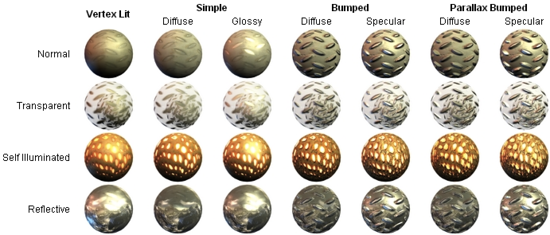 Vertex Lit Simple Bumped Parallax Bumped
Diffuse Glossy Diffuse Specular Diffuse Specular
Normal
Transparent
Self Illuminated
Reflective